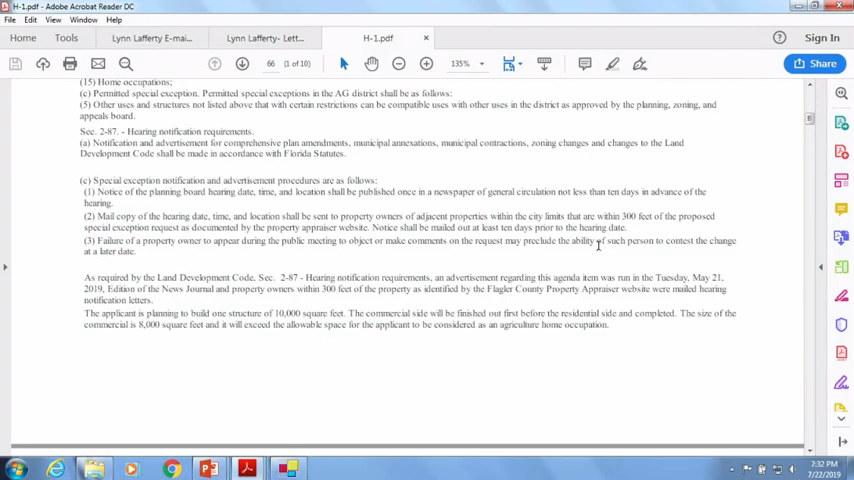 H-1.pdf - Adobe Acrobat Reader DC
File Edit View Window Help
Home Tools Lynn Lafferty E-mai... Lynn Lafferty- Lett... H-1.pdf × Sign In
66 (1 of 10) 135% Share
(15) Home occupations;
(c) Permitted special exception. Permitted special exceptions in the AG district shall be as follows:
(5) Other uses and structures not listed above that with certain restrictions can be compatible uses with other uses in the district as approved by the planning, zoning, and
appeals board.
Sec. 2-87. - Hearing notification requirements.
(a) Notification and advertisement for comprehensive plan amendments, municipal annexations, municipal contractions, zoning changes and changes to the Land
Development Code shall be made in accordance with Florida Statutes.
(c) Special exception notification and advertisement procedures are as follows:
(1) Notice of the planning board hearing date, time, and location shall be published once in a newspaper of general circulation not less than ten days in advance of the
hearing.
(2) Mail copy of the hearing date, time, and location shall be sent to property owners of adjacent properties within the city limits that are within 300 feet of the proposed
special exception request as documented by the property appraiser website. Notice shall be mailed out at least ten days prior to the hearing date.
(3) Failure of a property owner to appear during the public meeting to object or make comments on the request may preclude the ability of such person to contest the change
at a later date.
As required by the Land Development Code, Sec. 2-87 - Hearing notification requirements, an advertisement regarding this agenda item was run in the Tuesday, May 21,
2019, Edition of the News Journal and property owners within 300 feet of the property as identified by the Flagler County Property Appraiser website were mailed hearing
notification letters.
The applicant is planning to build one structure of 10,000 square feet. The commercial side will be finished out first before the residential side and completed. The size of the
commercial is 8,000 square feet and it will exceed the allowable space for the applicant to be considered as an agriculture home occupation.
7:32 PM
7/22/2019